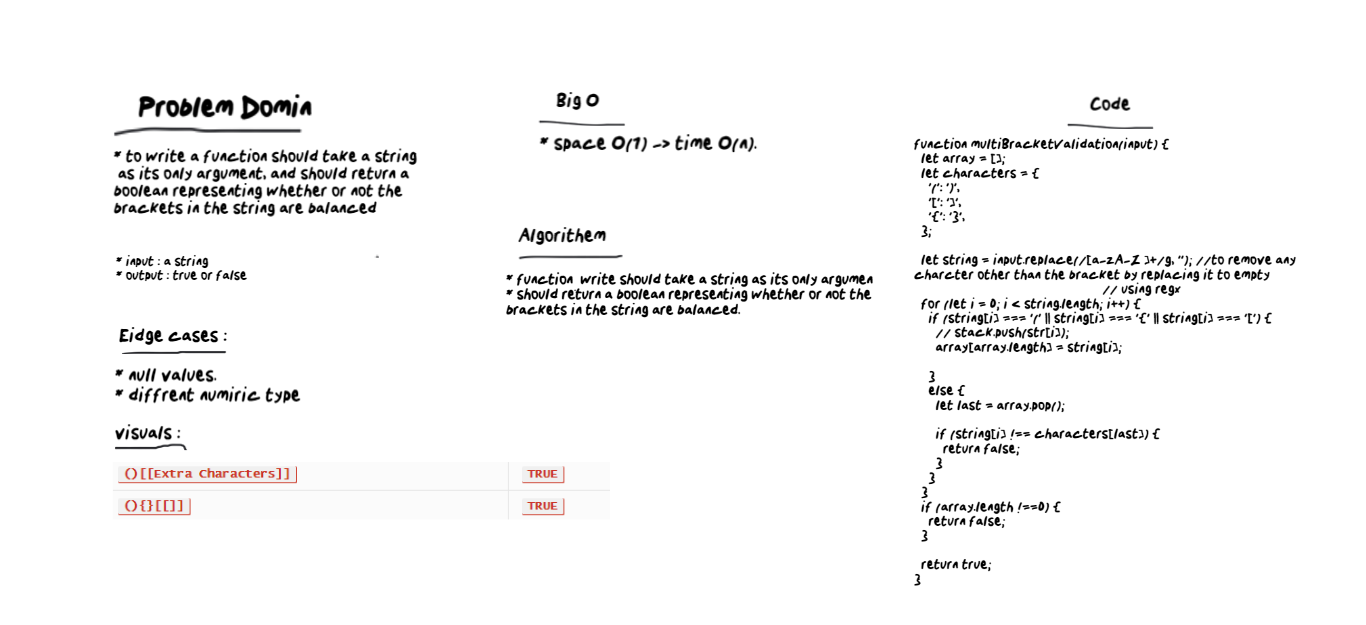 Problem Domin
* to write a function should take a string
as its only argument, and should return a
boolean representing whether or not the
brackets in the string are balanced
* input : a string
* output : true or false
Eidge cases :
* null values.
* diffrent numiric type
visuals :
()[[Extra Characters]] TRUE
(){}[[]] TRUE
Big O
* space O(1) -> time O(n).
Algorithem
* function write should take a string as its only argumen
* should return a boolean representing whether or not the
brackets in the string are balanced.
Code
function multiBracketValidation(input) {
let array = [];
let characters = {
'(': ')',
'[': ']',
'{': '}',
};
let string = input.replace(/[a-zA-Z ]+/g, ''); //to remove any
charcter other than the bracket by replacing it to empty
// using regx
for (let i = 0; i < string.length; i++) {
if (string[i] === '(' || string[i] === '{' || string[i] === '[') {
// stack.push(str[i]);
array[array.length] = string[i];
}
else {
let last = array.pop();
if (string[i] !== characters[last]) {
return false;
}
}
}
if (array.length !==0) {
return false;
}
return true;
}